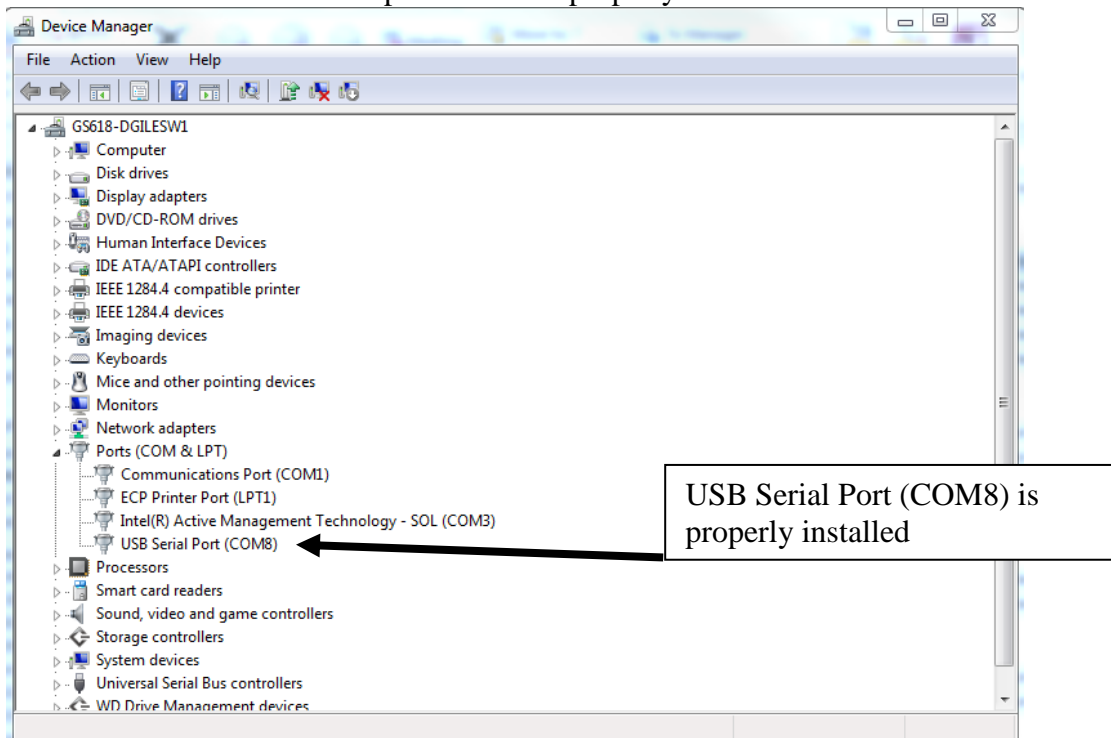 Device Manager
File Action View Help
GS618-DGILESW1
Computer
Disk drives
Display adapters
DVD/CD-ROM drives
Human Interface Devices
IDE ATA/ATAPI controllers
IEEE 1284.4 compatible printer
IEEE 1284.4 devices
Imaging devices
Keyboards
Mice and other pointing devices
Monitors
Network adapters
Ports (COM & LPT)
Communications Port (COM1)
ECP Printer Port (LPT1)
Intel(R) Active Management Technology - SOL (COM3)
USB Serial Port (COM8)
USB Serial Port (COM8) is
properly installed
Processors
Smart card readers
Sound, video and game controllers
Storage controllers
System devices
Universal Serial Bus controllers
WD Drive Management devices